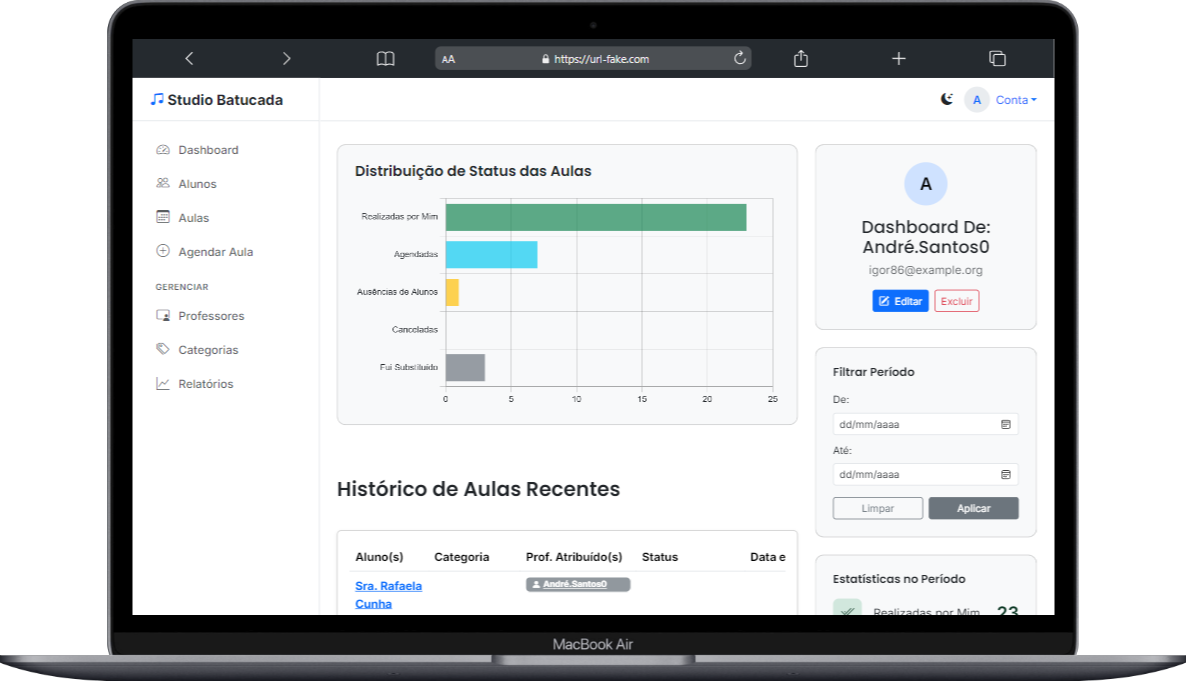 AA
https://url-fake.com
Studio Batucada
A
Conta
Dashboard
Alunos
Aulas
Agendar Aula
GERENCIAR
Professores
Categorias
Relatórios
Distribuição de Status das Aulas
Realizadas por Mim
Agendadas
Ausências de Alunos
Canceladas
Fui Substituído
0 5 10 15 20 25
Histórico de Aulas Recentes
Aluno(s) Categoria Prof. Atribuído(s) Status Data e
Sra. Rafaela
Cunha
André.Santos0
A
Dashboard De:
André.Santos0
igor86@example.org
Editar Excluir
Filtrar Período
De:
dd/mm/aaaa
Até:
dd/mm/aaaa
Limpar Aplicar
Estatísticas no Período
Realizadas por Mim 23
MacBook Air